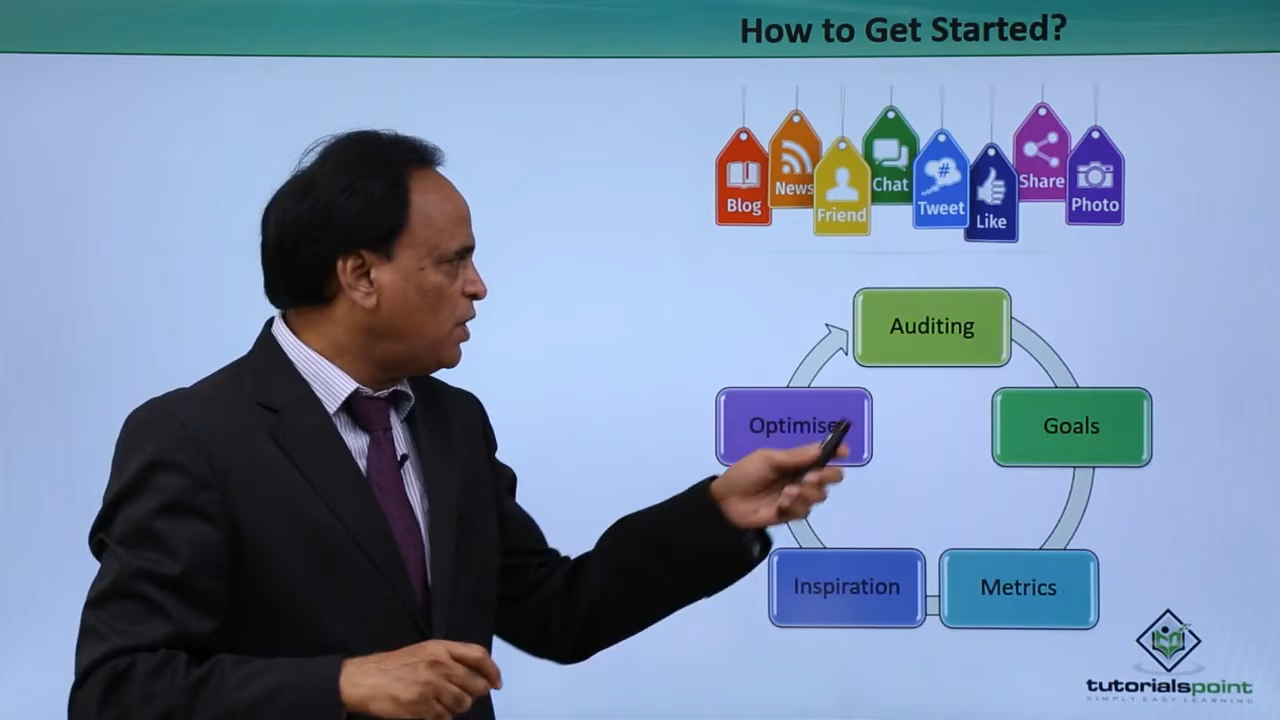 How to Get Started?
Blog
News
Friend
Chat
Tweet
#
Like
Share
Photo
Auditing
Optimise
Goals
Inspiration
Metrics
tutorialspoint
SIMPLY EASY LEARNING